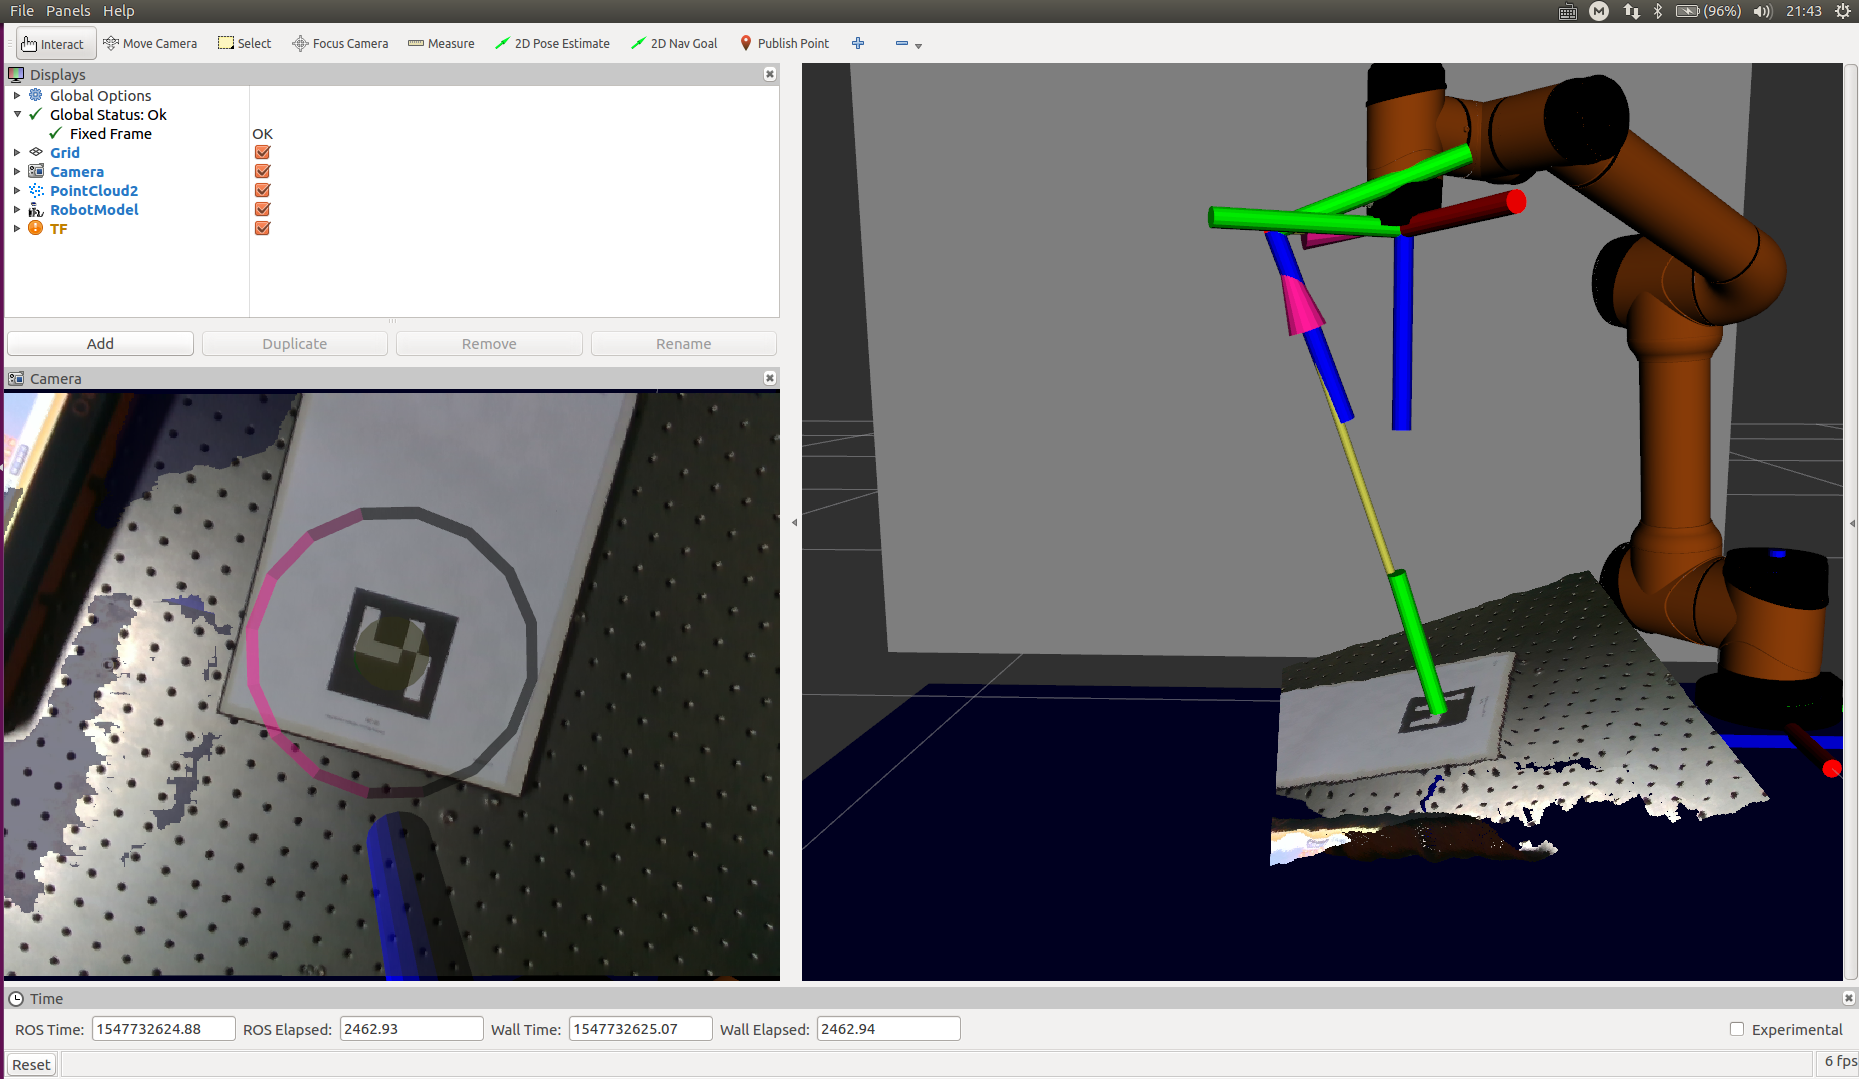 File Panels Help
(96%) 21:43
Interact Move Camera Select Focus Camera Measure 2D Pose Estimate 2D Nav Goal Publish Point
Displays
Global Options
Global Status: Ok
Fixed Frame OK
Grid
Camera
PointCloud2
RobotModel
TF
Add Duplicate Remove Rename
Camera
Time
ROS Time: 1547732624.88 ROS Elapsed: 2462.93 Wall Time: 1547732625.07 Wall Elapsed: 2462.94 Experimental
Reset 6 fps